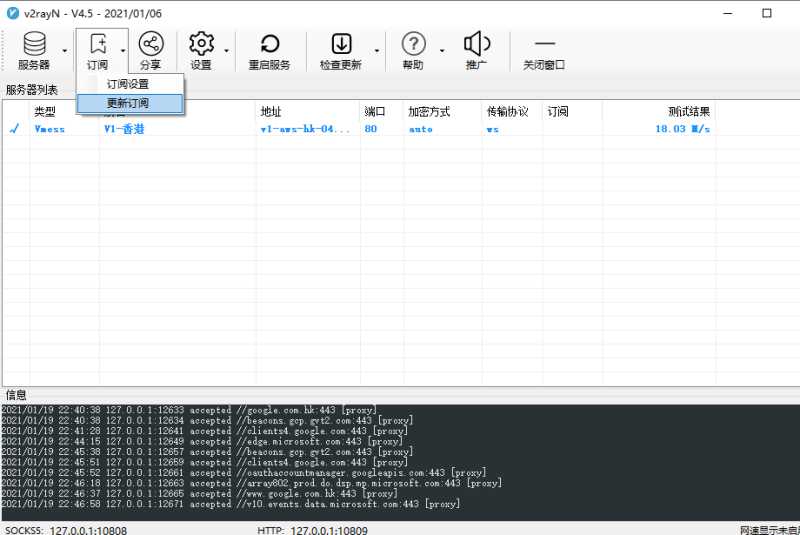 v2rayN - V4.5 - 2021/01/06
服务器 订阅 分享 设置 重启服务 检查更新 帮助 推广 关闭窗口
订阅设置
服务器列表
更新订阅
类型 地址 端口 加密方式 传输协议 订阅 测试结果
Vmess V1-香港 v1-aws-hk-04... 80 auto ws 18.03 M/s
信息
2021/01/19 22:40:38 127.0.0.1:12633 accepted //google.com.hk:443 [proxy]
2021/01/19 22:40:38 127.0.0.1:12634 accepted //beacons.gcp.gvt2.com:443 [proxy]
2021/01/19 22:41:28 127.0.0.1:12641 accepted //clients4.google.com:443 [proxy]
2021/01/19 22:44:15 127.0.0.1:12649 accepted //edge.microsoft.com:443 [proxy]
2021/01/19 22:45:38 127.0.0.1:12657 accepted //beacons.gcp.gvt2.com:443 [proxy]
2021/01/19 22:45:51 127.0.0.1:12659 accepted //clients4.google.com:443 [proxy]
2021/01/19 22:45:52 127.0.0.1:12661 accepted //oauthaccountmanager.googleapis.com:443 [proxy]
2021/01/19 22:46:18 127.0.0.1:12663 accepted //array802.prod.do.dsp.mp.microsoft.com:443 [proxy]
2021/01/19 22:46:37 127.0.0.1:12665 accepted //www.google.com.hk:443 [proxy]
2021/01/19 22:46:58 127.0.0.1:12671 accepted //v10.events.data.microsoft.com:443 [proxy]
SOCKS5: 127.0.0.1:10808 HTTP: 127.0.0.1:10809 网速显示未启